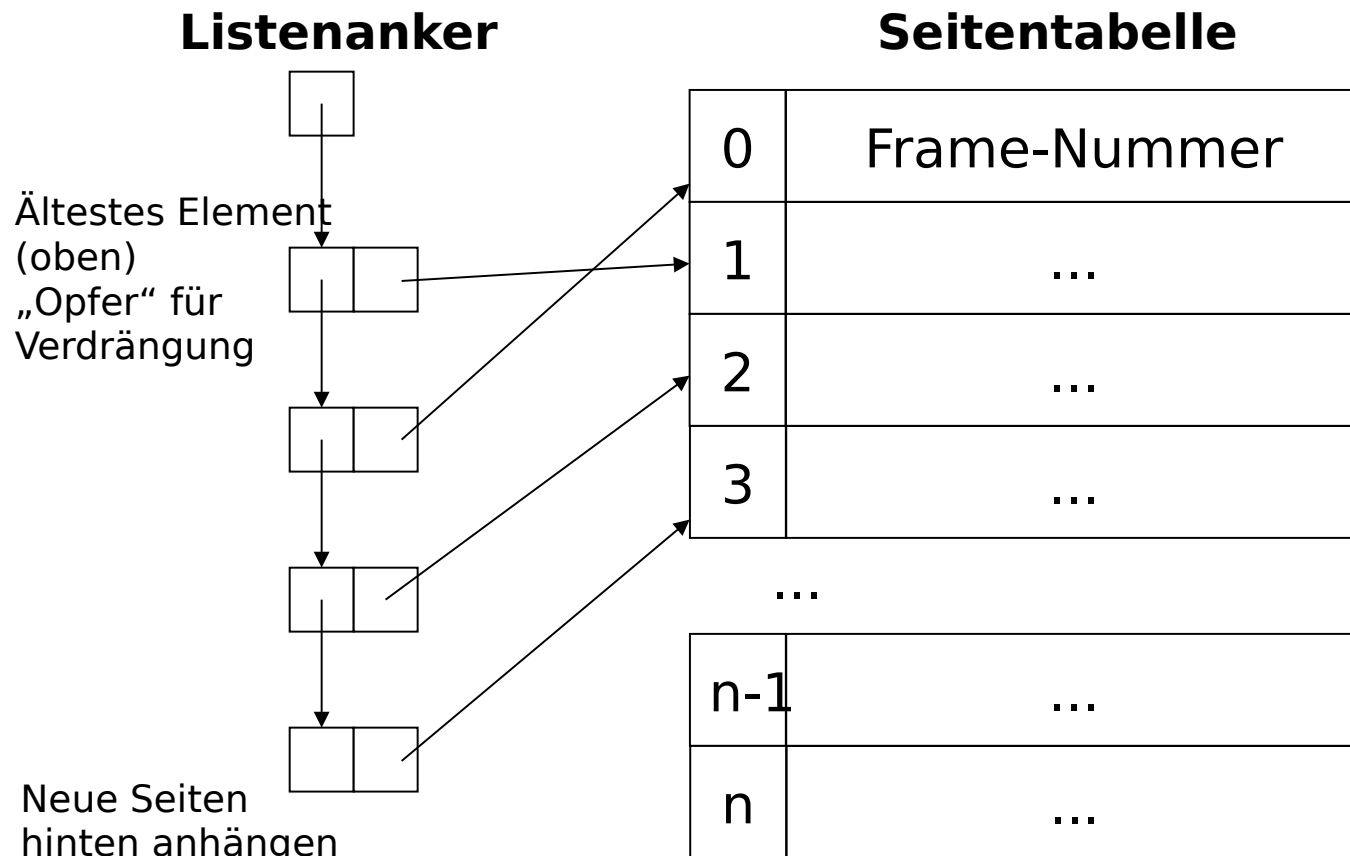 Listenanker
Seitentabelle
0 Frame-Nummer
Ältestes Element
(oben)
„Opfer“ für
Verdrängung
1 ...
2 ...
3 ...
...
n-1 ...
n ...
Neue Seiten
hinten anhängen